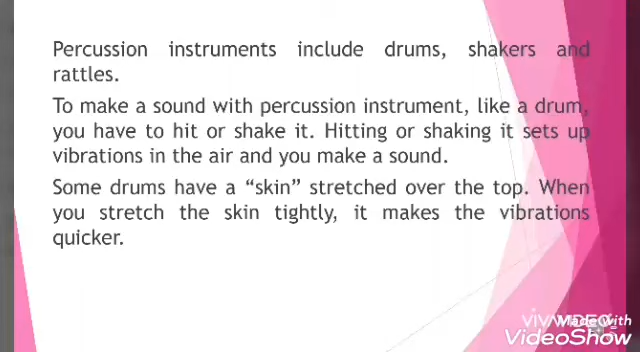 Percussion instruments include drums, shakers and
rattles.
To make a sound with percussion instrument, like a drum,
you have to hit or shake it. Hitting or shaking it sets up
vibrations in the air and you make a sound.
Some drums have a “skin” stretched over the top. When
you stretch the skin tightly, it makes the vibrations
quicker.
VIVAVIDEO
Made with
VideoShow